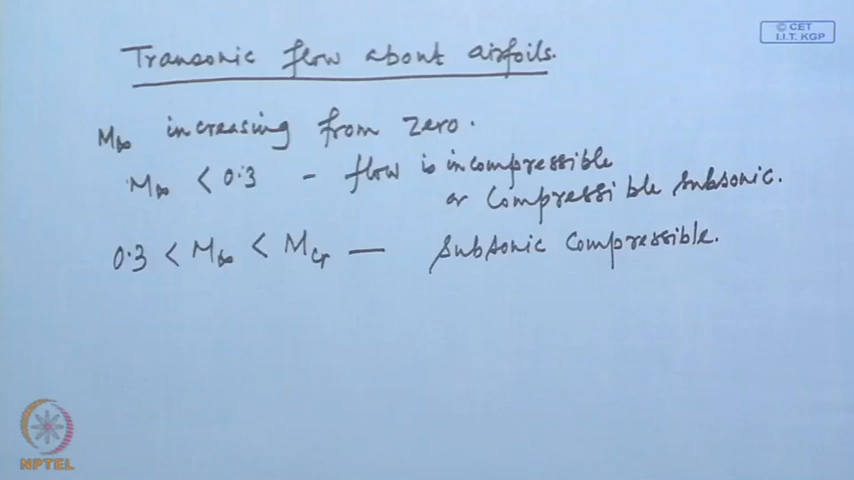 © CET
I.I.T. KGP
Transonic flow about airfoils.
M∞ increasing from zero.
M∞ < 0.3 - flow is incompressible
or compressible subsonic.
0.3 < M∞ < Mcr — subsonic compressible.
NPTEL